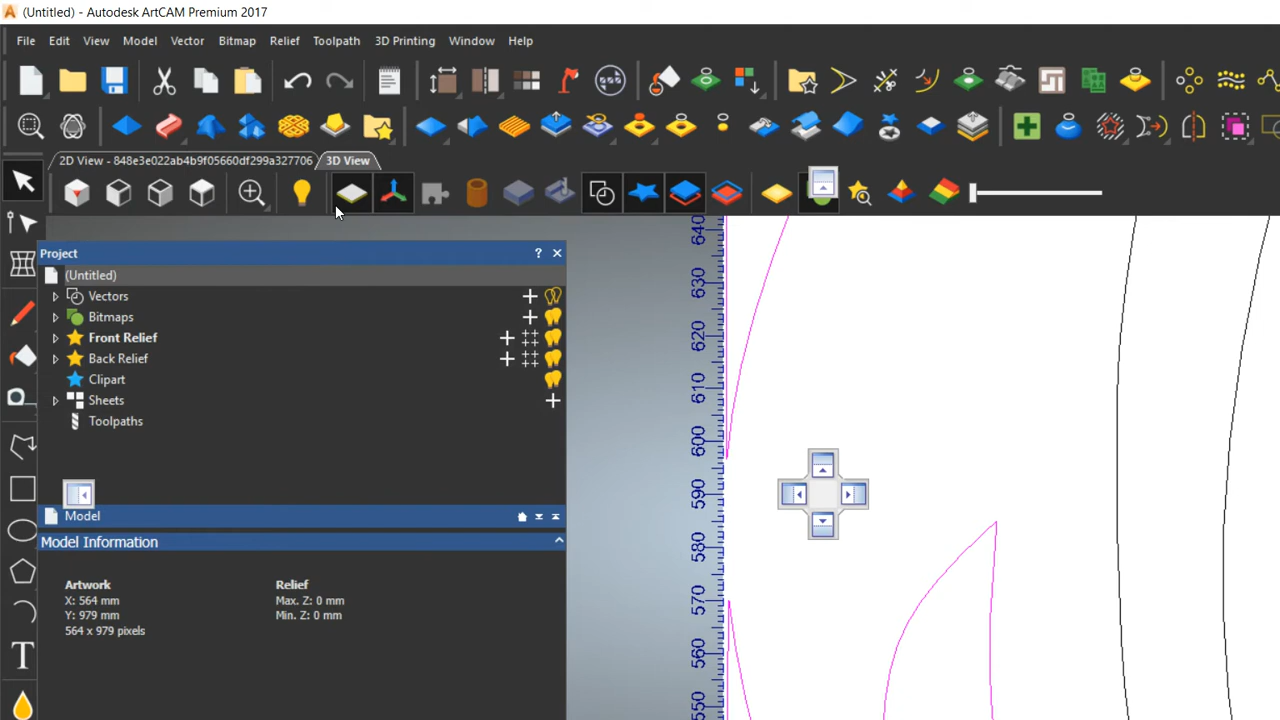 (Untitled) - Autodesk ArtCAM Premium 2017
File Edit View Model Vector Bitmap Relief Toolpath 3D Printing Window Help
2D View - 848e3e022ab4b9f05660df299a327706 3D View
Project ?
(Untitled)
Vectors
Bitmaps
Front Relief
Back Relief
Clipart
Sheets
Toolpaths
Model
Model Information
Artwork Relief
X: 564 mm Max. Z: 0 mm
Y: 979 mm Min. Z: 0 mm
564 x 979 pixels
T
640
630
620
610
600
590
580
570
560
550